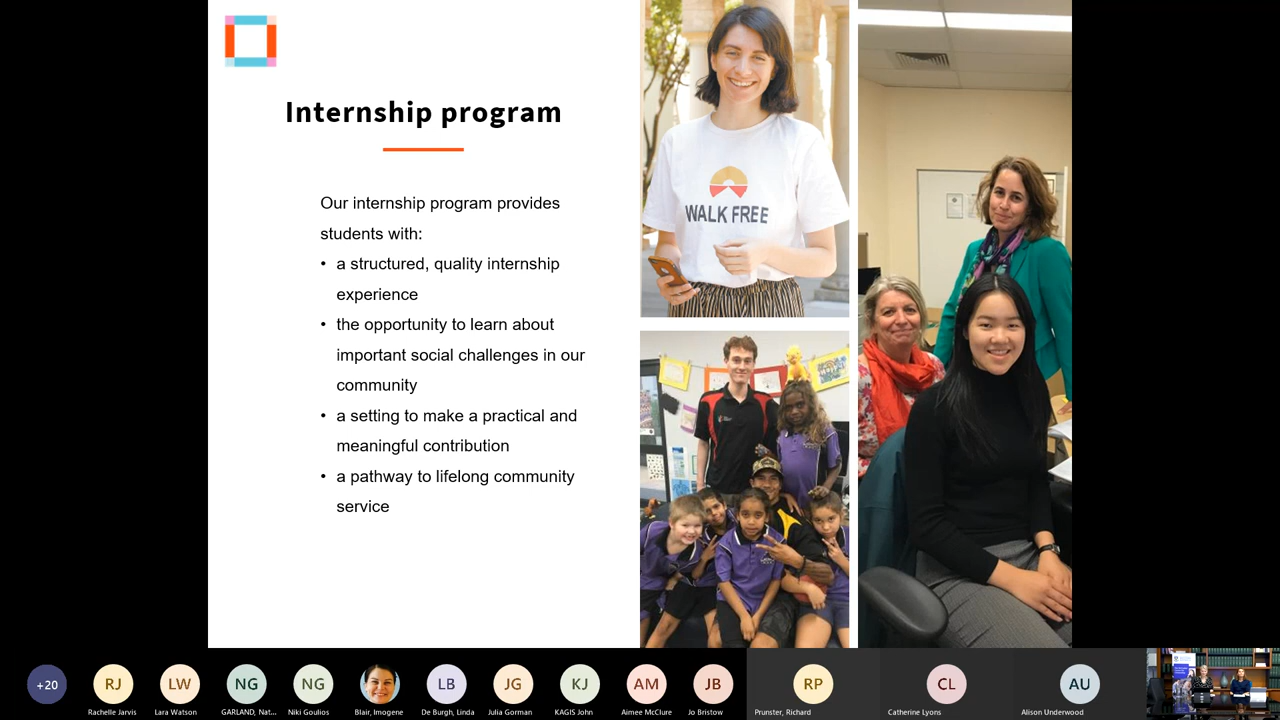 Internship program
Our internship program provides
students with:
• a structured, quality internship
experience
• the opportunity to learn about
important social challenges in our
community
• a setting to make a practical and
meaningful contribution
• a pathway to lifelong community
service
WALK FREE
+20
RJ
LW
NG
NG
LB
JG
KJ
AM
JB
RP
CL
AU
Rachelle Jarvis
Lara Watson
GARLAND, Nat...
Niki Goulios
Blair, Imogene
De Burgh, Linda
Julia Gorman
KAGIS John
Aimee McClure
Jo Bristow
Prunster, Richard
Catherine Lyons
Alison Underwood